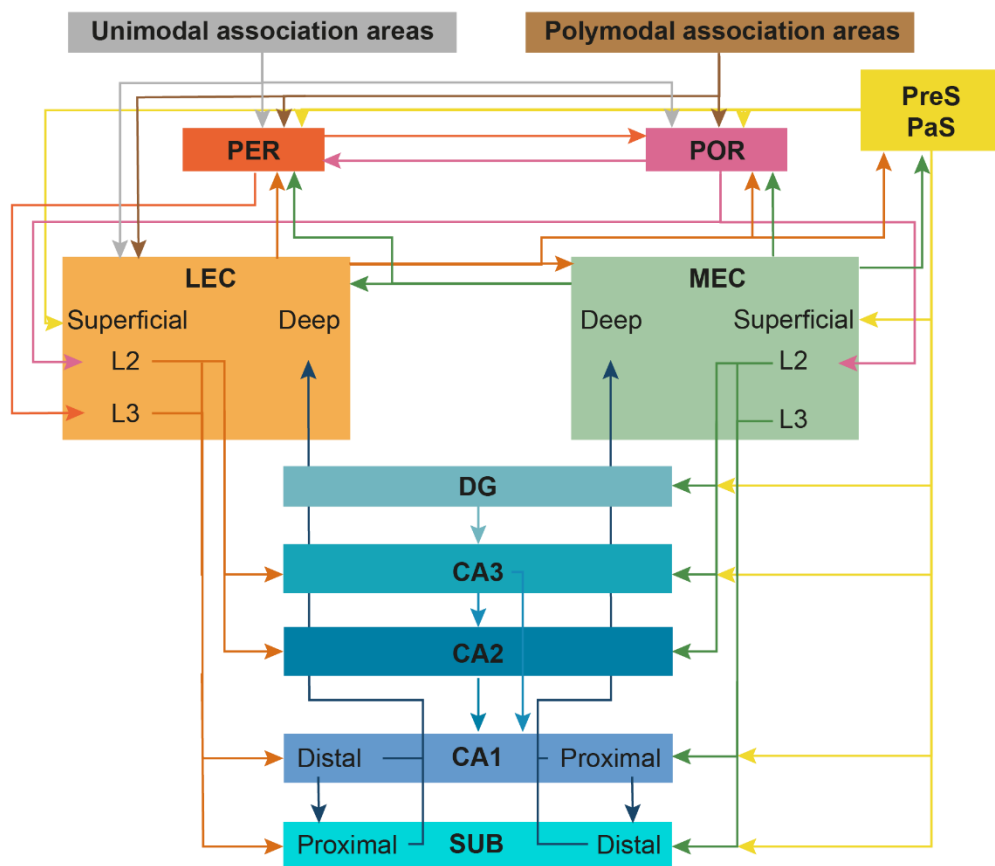 Unimodal association areas
Polymodal association areas
PreS
PaS
PER
POR
LEC
MEC
Superficial
Deep
Deep
Superficial
L2
L2
L3
L3
DG
CA3
CA2
Distal
CA1
Proximal
Proximal
SUB
Distal